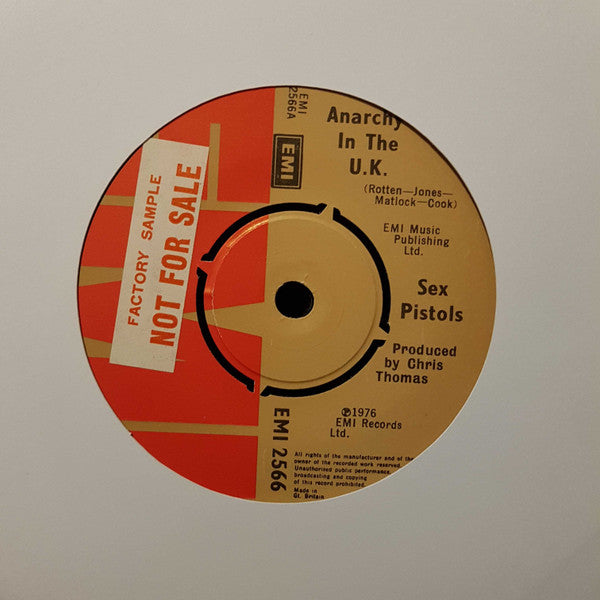 EMI
2566A
EMI
Anarchy
In The
U.K.
(Rotten—Jones—
Matlock—Cook)
EMI Music
Publishing
Ltd.
Sex
Pistols
Produced
by Chris
Thomas
℗1976
EMI Records
Ltd.
EMI 2566
All rights of the manufacturer and of the
owner of the recorded work reserved.
Unauthorised public performance,
broadcasting and copying
of this record prohibited.
Made in
Gt. Britain
FACTORY SAMPLE
NOT FOR SALE